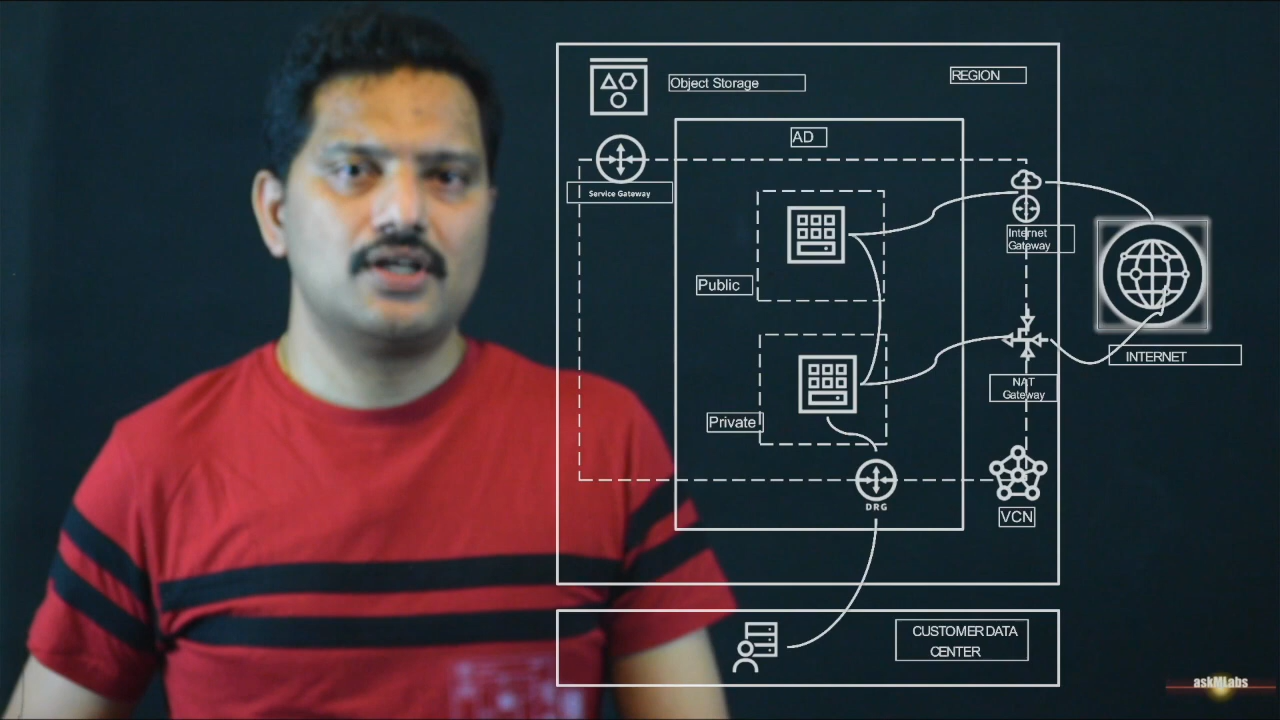 Object Storage
REGION
AD
Service Gateway
Internet
Gateway
Public
INTERNET
NAT
Gateway
Private
DRG
VCN
CUSTOMER DATA
CENTER
askMLabs